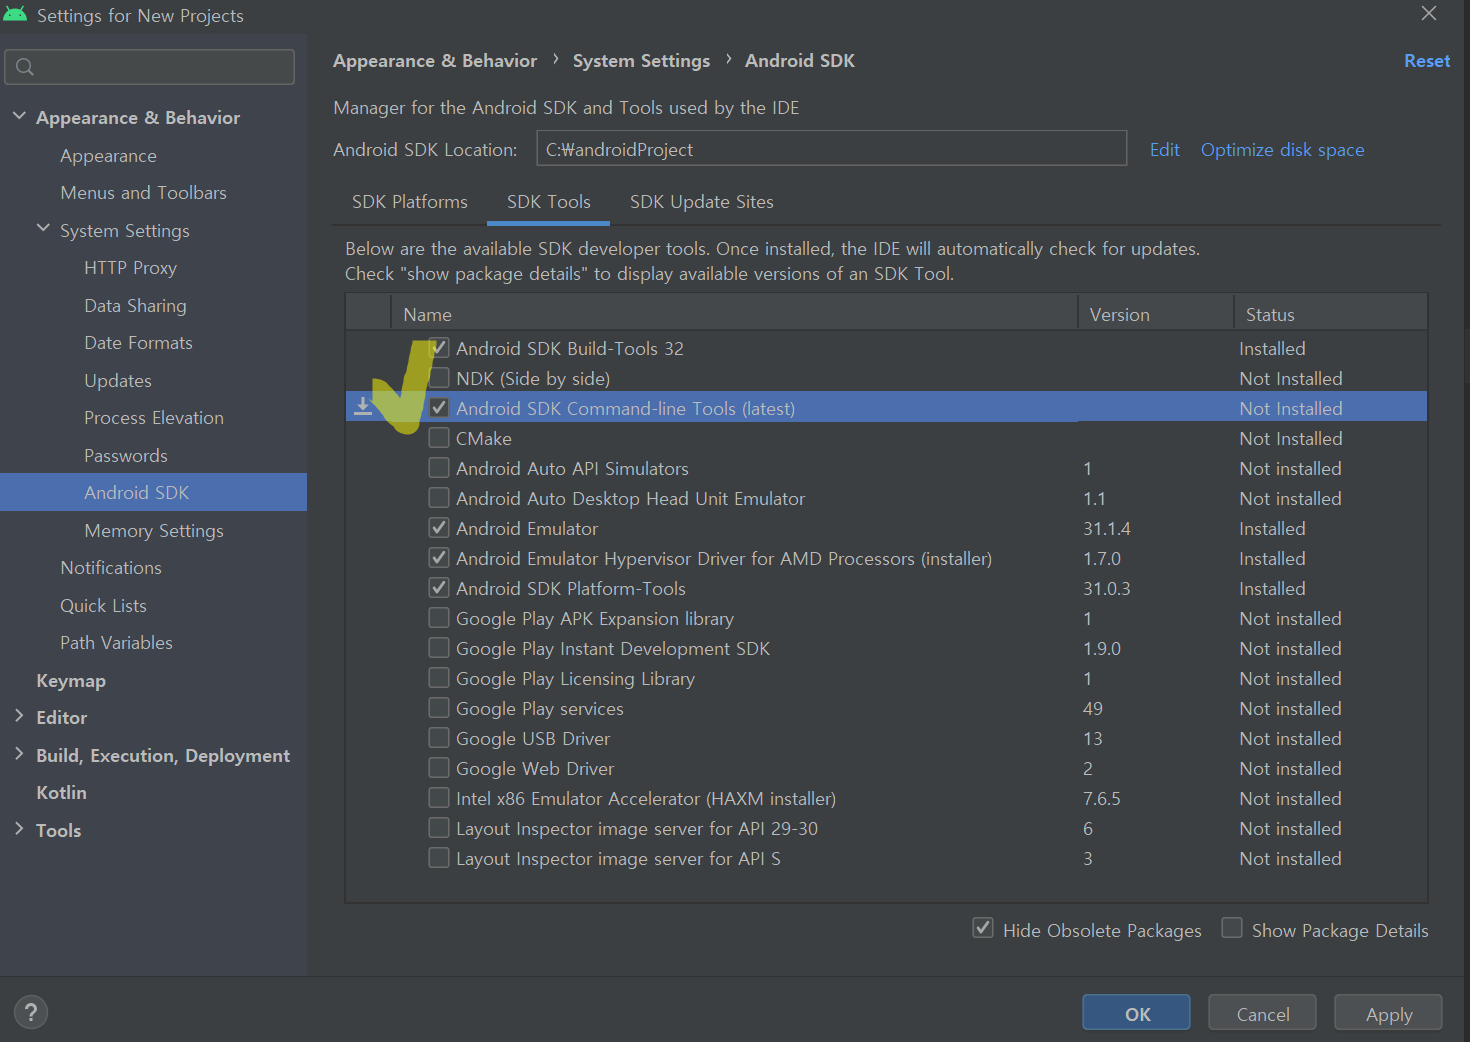 Settings for New Projects
Appearance & Behavior
Appearance
Menus and Toolbars
System Settings
HTTP Proxy
Data Sharing
Date Formats
Updates
Process Elevation
Passwords
Android SDK
Memory Settings
Notifications
Quick Lists
Path Variables
Keymap
Editor
Build, Execution, Deployment
Kotlin
Tools
Appearance & Behavior › System Settings › Android SDK
Reset
Manager for the Android SDK and Tools used by the IDE
Android SDK Location: C:₩androidProject Edit Optimize disk space
SDK Platforms SDK Tools SDK Update Sites
Below are the available SDK developer tools. Once installed, the IDE will automatically check for updates.
Check "show package details" to display available versions of an SDK Tool.
Name Version Status
Android SDK Build-Tools 32 Installed
NDK (Side by side) Not Installed
Android SDK Command-line Tools (latest) Not Installed
CMake Not Installed
Android Auto API Simulators 1 Not installed
Android Auto Desktop Head Unit Emulator 1.1 Not installed
Android Emulator 31.1.4 Installed
Android Emulator Hypervisor Driver for AMD Processors (installer) 1.7.0 Installed
Android SDK Platform-Tools 31.0.3 Installed
Google Play APK Expansion library 1 Not installed
Google Play Instant Development SDK 1.9.0 Not installed
Google Play Licensing Library 1 Not installed
Google Play services 49 Not installed
Google USB Driver 13 Not installed
Google Web Driver 2 Not installed
Intel x86 Emulator Accelerator (HAXM installer) 7.6.5 Not installed
Layout Inspector image server for API 29-30 6 Not installed
Layout Inspector image server for API S 3 Not installed
Hide Obsolete Packages Show Package Details
? OK Cancel Apply